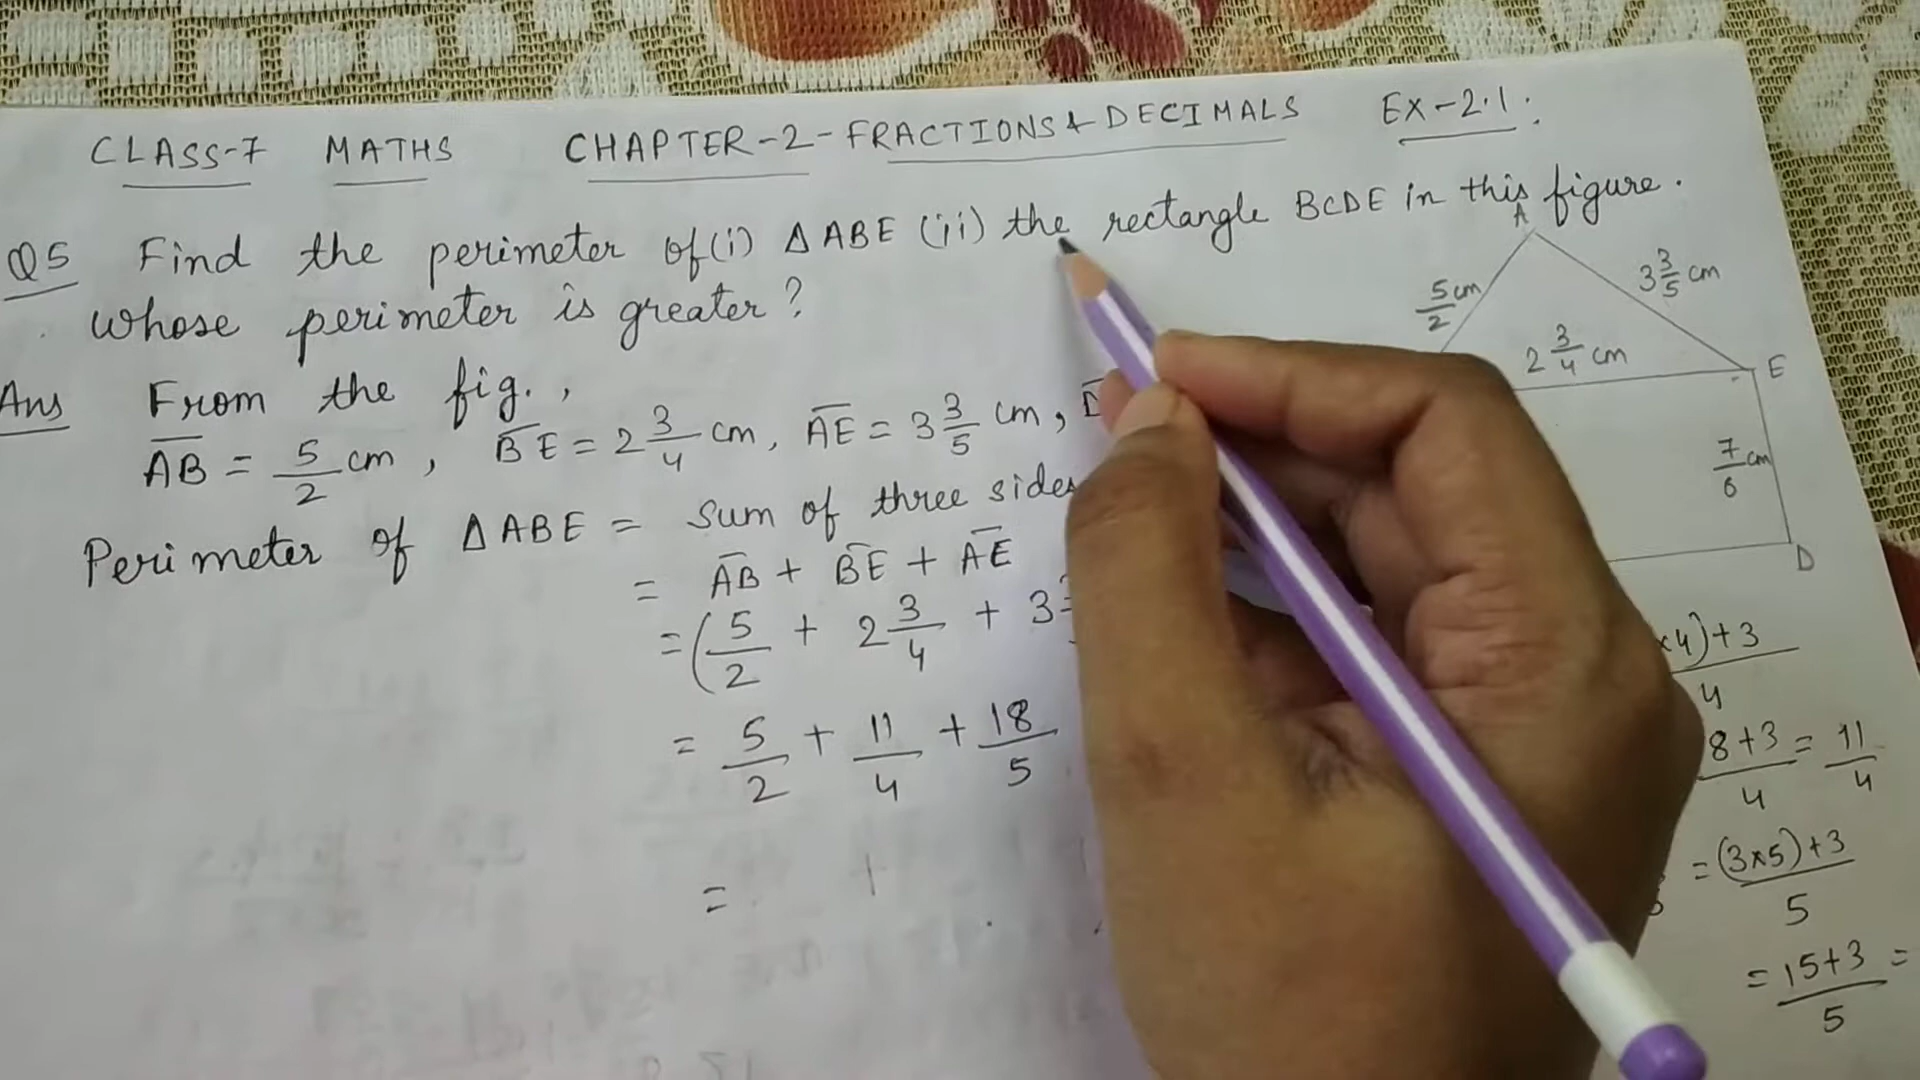 CLASS-7 MATHS CHAPTER-2-FRACTIONS & DECIMALS EX-2.1:
Q5 Find the perimeter of (i) ΔABE (ii) the rectangle BCDE in this figure.
whose perimeter is greater?
A
5/2 cm
3 3/5 cm
2 3/4 cm
E
7/6 cm
D
Ans From the fig.,
AB = 5/2 cm, BE = 2 3/4 cm, AE = 3 3/5 cm,
Perimeter of ΔABE = Sum of three sides
= AB + BE + AE
= (5/2 + 2 3/4 + 3
= 5/2 + 11/4 + 18/5
=
×4)+3/4
8+3/4 = 11/4
= (3×5)+3/5
= 15+3/5 =